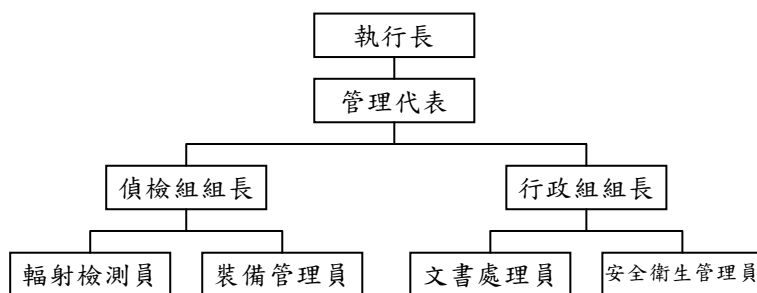 執行長
管理代表
偵檢組組長
行政組組長
輻射檢測員
裝備管理員
文書處理員
安全衛生管理員